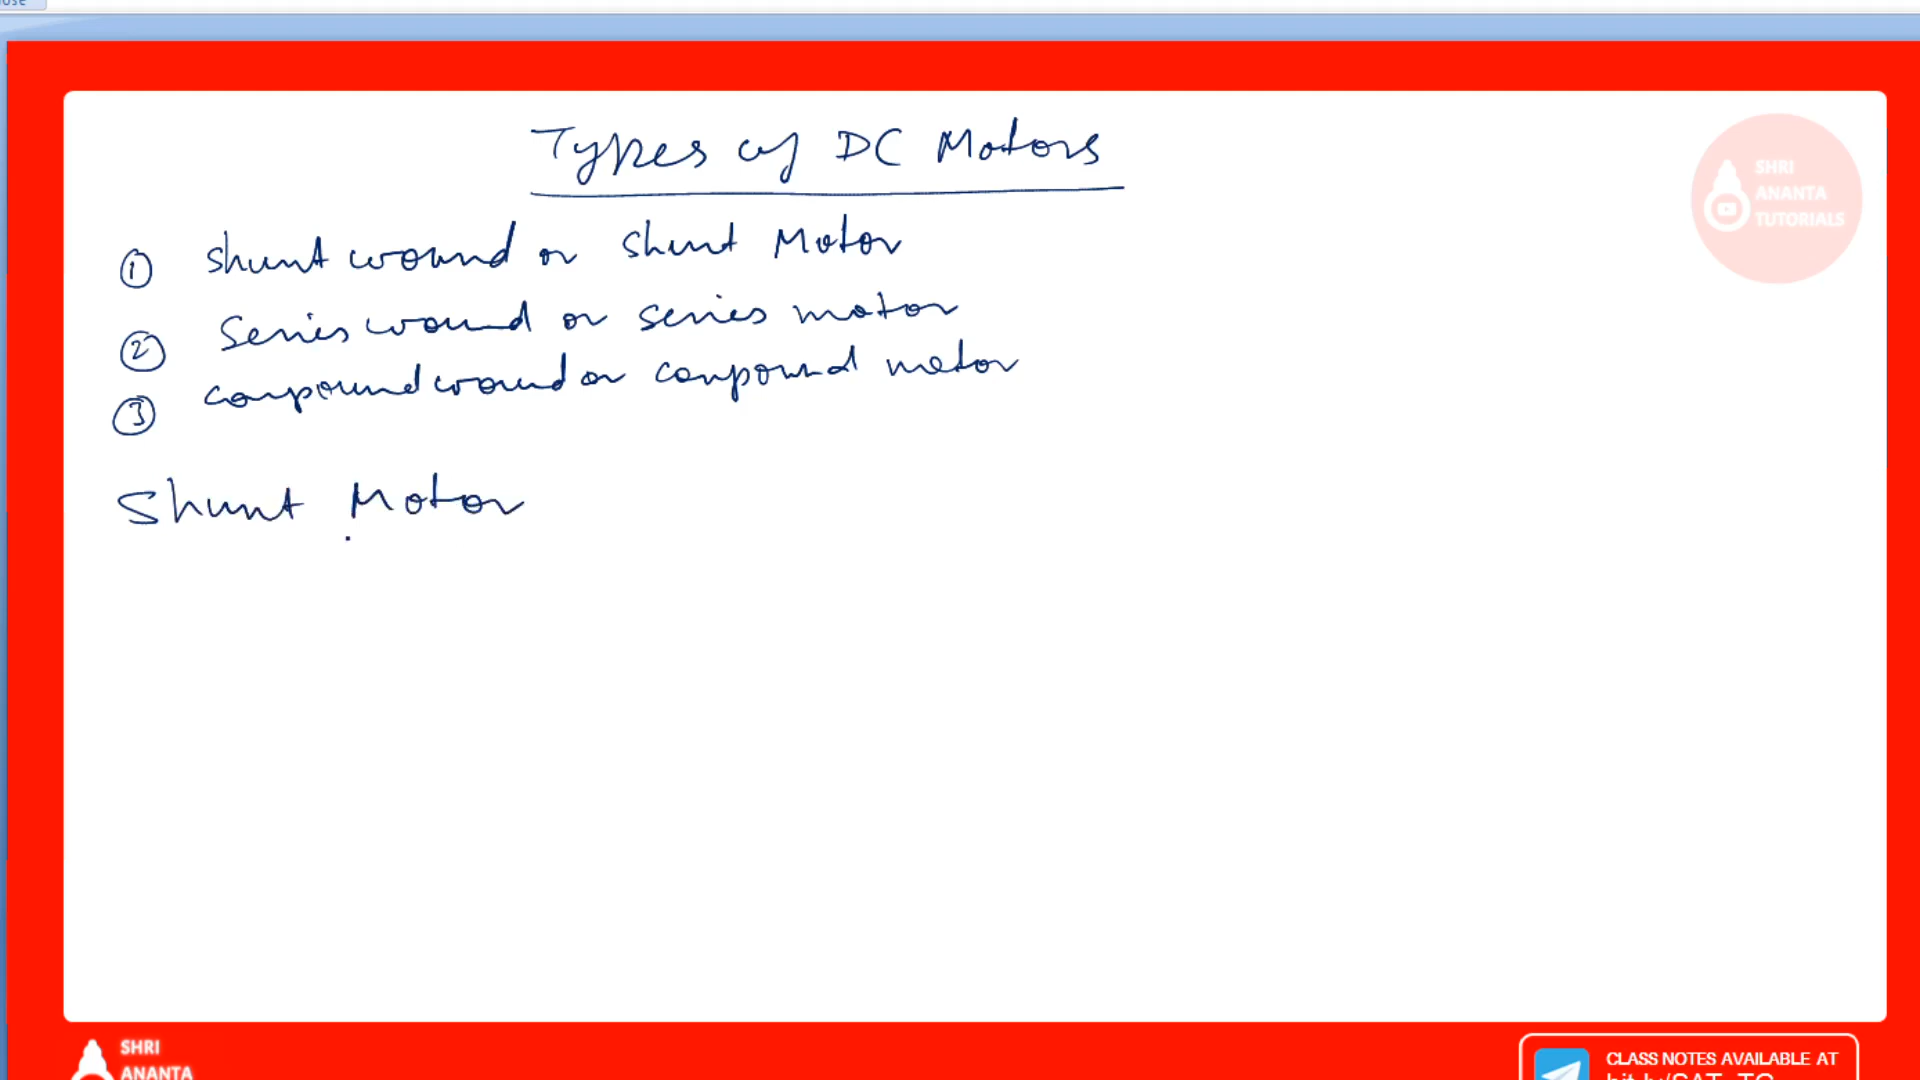 Types of DC Motors
SHRI
ANANTA
TUTORIALS
① shunt wound or shunt Motor
② Series wound or series motor
③ compound wound or compound motor
Shunt Motor
SHRI
ANANTA
CLASS NOTES AVAILABLE AT